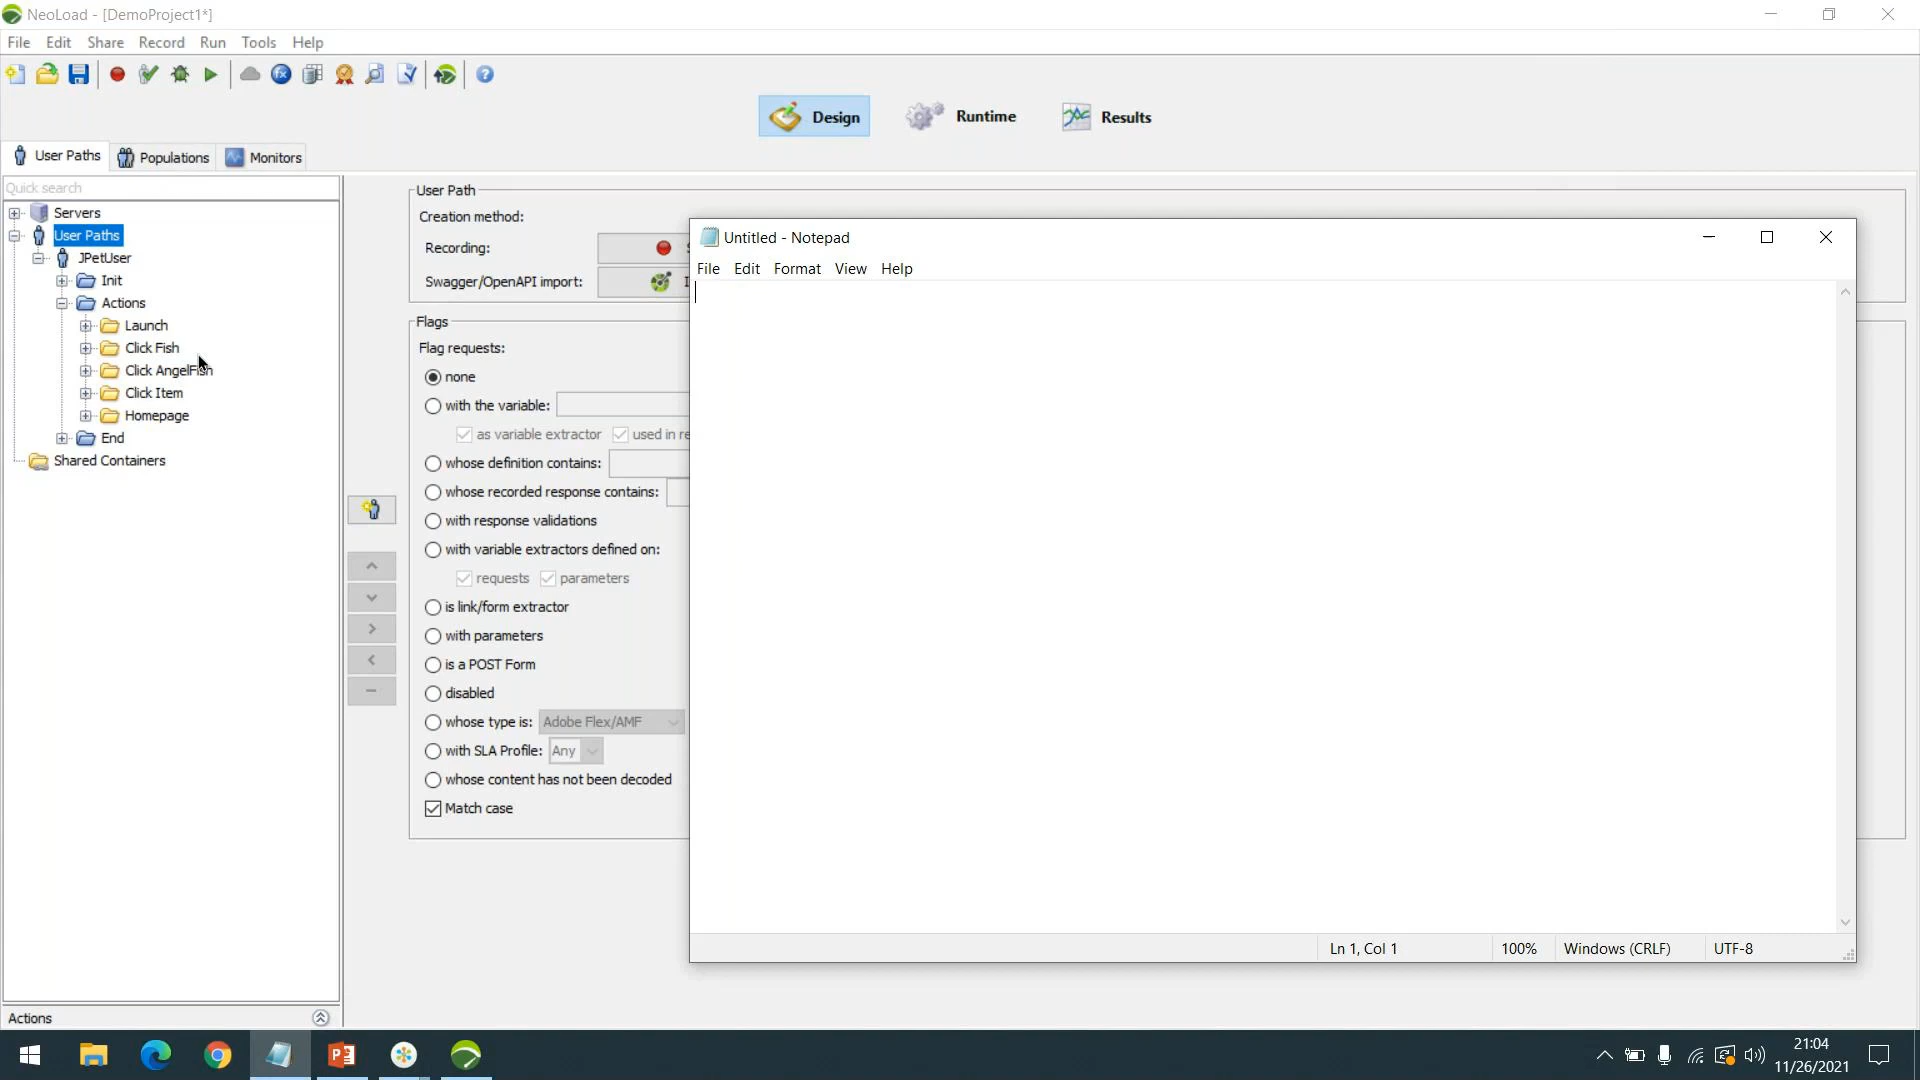 NeoLoad - [DemoProject1*]
File Edit Share Record Run Tools Help
Design Runtime Results
User Paths Populations Monitors
Quick search
Servers
User Paths
JPetUser
Init
Actions
Launch
Click Fish
Click AngelFish
Click Item
Homepage
End
Shared Containers
Actions
User Path
Creation method:
Recording:
Swagger/OpenAPI import:
Flags
Flag requests:
none
with the variable:
as variable extractor used in re
whose definition contains:
whose recorded response contains:
with response validations
with variable extractors defined on:
requests parameters
is link/form extractor
with parameters
is a POST Form
disabled
whose type is: Adobe Flex/AMF
with SLA Profile: Any
whose content has not been decoded
Match case
Untitled - Notepad
File Edit Format View Help
Ln 1, Col 1 100% Windows (CRLF) UTF-8
21:04
11/26/2021